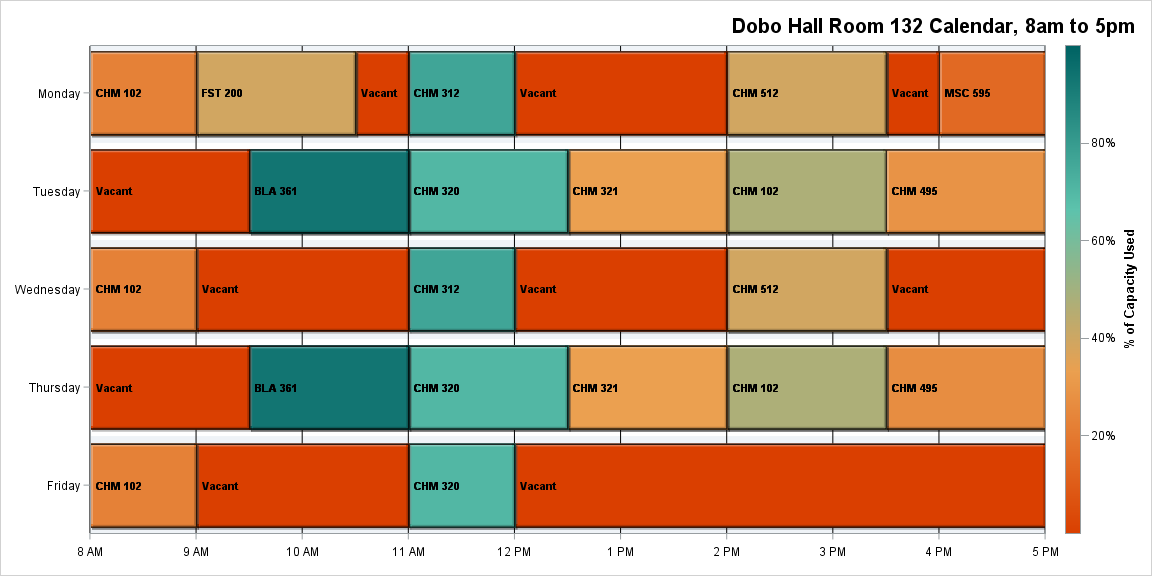 Dobo Hall Room 132 Calendar, 8am to 5pm
Monday
CHM 102
FST 200
Vacant
CHM 312
Vacant
CHM 512
Vacant
MSC 595
Tuesday
Vacant
BLA 361
CHM 320
CHM 321
CHM 102
CHM 495
Wednesday
CHM 102
Vacant
CHM 312
Vacant
CHM 512
Vacant
Thursday
Vacant
BLA 361
CHM 320
CHM 321
CHM 102
CHM 495
Friday
CHM 102
Vacant
CHM 320
Vacant
8 AM
9 AM
10 AM
11 AM
12 PM
1 PM
2 PM
3 PM
4 PM
5 PM
80%
60%
40%
20%
% of Capacity Used